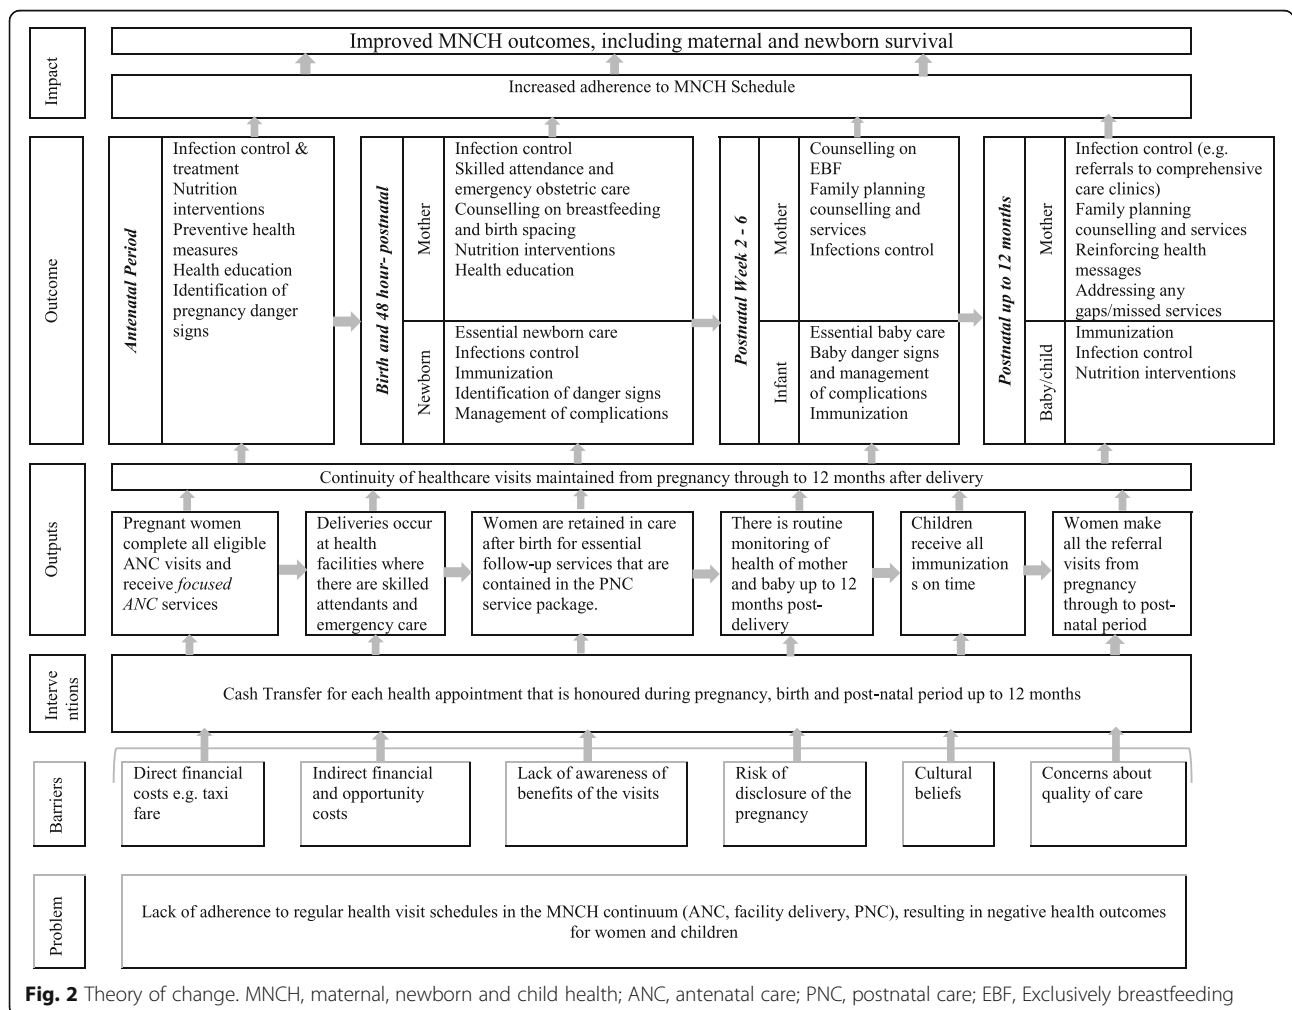 Impact
Improved MNCH outcomes, including maternal and newborn survival
Increased adherence to MNCH Schedule
Outcome
Antenatal Period
Infection control &
treatment
Nutrition
interventions
Preventive health
measures
Health education
Identification of
pregnancy danger
signs
Birth and 48 hour- postnatal
Mother
Infection control
Skilled attendance and
emergency obstetric care
Counselling on breastfeeding
and birth spacing
Nutrition interventions
Health education
Newborn
Essential newborn care
Infections control
Immunization
Identification of danger signs
Management of complications
Postnatal Week 2 - 6
Mother
Counselling on
EBF
Family planning
counselling and
services
Infections control
Infant
Essential baby care
Baby danger signs
and management
of complications
Immunization
Postnatal up to 12 months
Mother
Infection control (e.g.
referrals to comprehensive
care clinics)
Family planning
counselling and services
Reinforcing health
messages
Addressing any
gaps/missed services
Baby/child
Immunization
Infection control
Nutrition interventions
Outputs
Continuity of healthcare visits maintained from pregnancy through to 12 months after delivery
Pregnant women
complete all eligible
ANC visits and
receive focused
ANC services
Deliveries occur
at health
facilities where
there are skilled
attendants and
emergency care
Women are retained in care
after birth for essential
follow-up services that are
contained in the PNC
service package.
There is routine
monitoring of
health of mother
and baby up to 12
months post-
delivery
Children
receive all
immunization
s on time
Women make
all the referral
visits from
pregnancy
through to post-
natal period
Interve
ntions
Cash Transfer for each health appointment that is honoured during pregnancy, birth and post-natal period up to 12 months
Barriers
Direct financial
costs e.g. taxi
fare
Indirect financial
and opportunity
costs
Lack of awareness of
benefits of the visits
Risk of
disclosure of the
pregnancy
Cultural
beliefs
Concerns about
quality of care
Problem
Lack of adherence to regular health visit schedules in the MNCH continuum (ANC, facility delivery, PNC), resulting in negative health outcomes
for women and children
Fig. 2 Theory of change. MNCH, maternal, newborn and child health; ANC, antenatal care; PNC, postnatal care; EBF, Exclusively breastfeeding